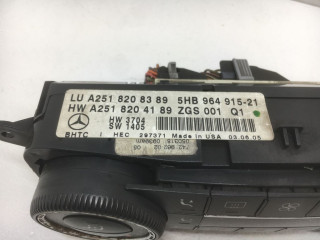 LU A251 820 83 89 5HB 964 915-21
HW A251 820 41 89 ZGS 001 Q1
HW 3704
SW 1405
BHTC HEC 297371 Made in USA 03.06.05